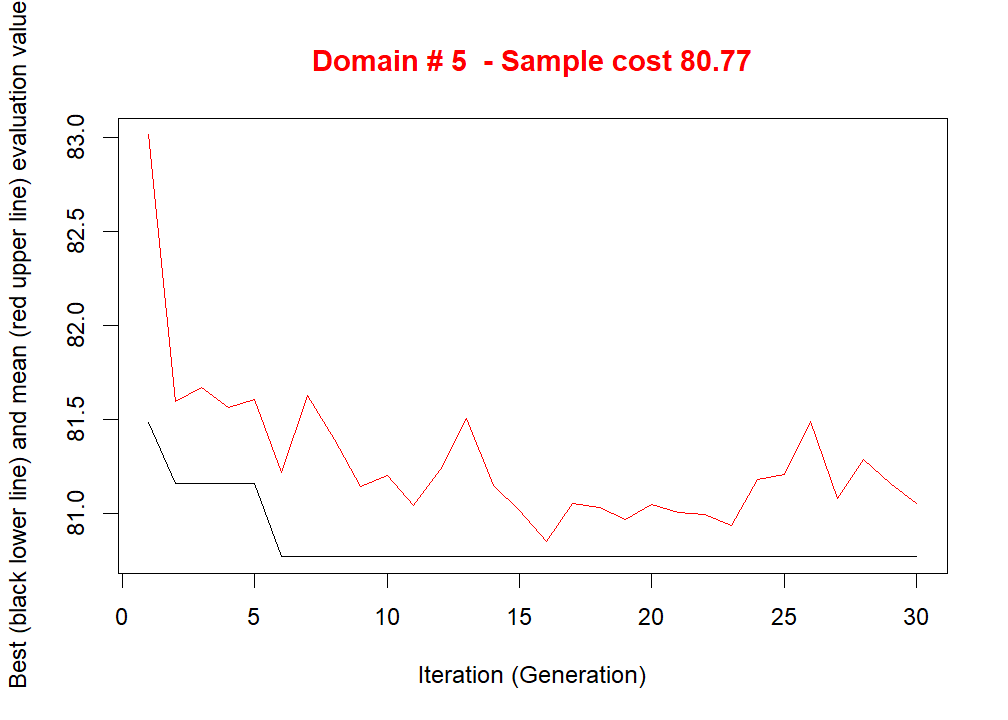 Domain # 5  - Sample cost 80.77
Best (black lower line) and mean (red upper line) evaluation value
83.0
82.5
82.0
81.5
81.0
0 5 10 15 20 25 30
Iteration (Generation)